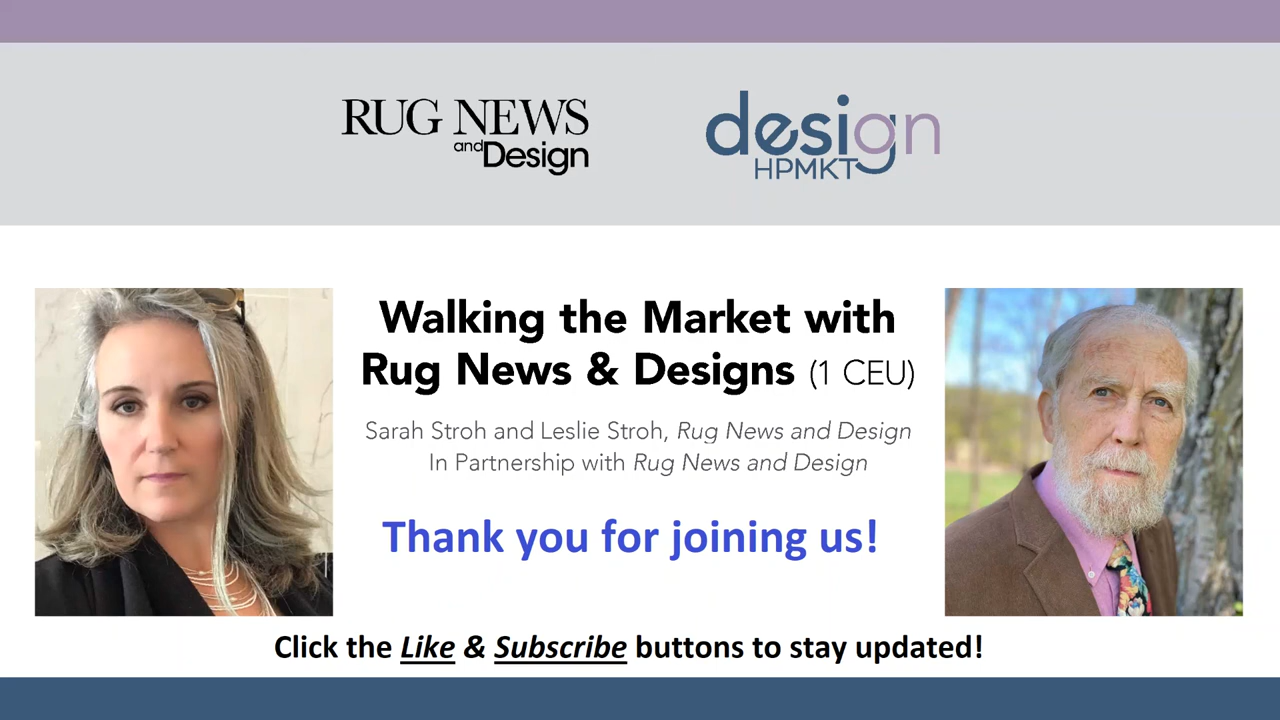 RUG NEWS
and Design
design
HPMKT
Walking the Market with
Rug News & Designs (1 CEU)
Sarah Stroh and Leslie Stroh, Rug News and Design
In Partnership with Rug News and Design
Thank you for joining us!
Click the Like & Subscribe buttons to stay updated!